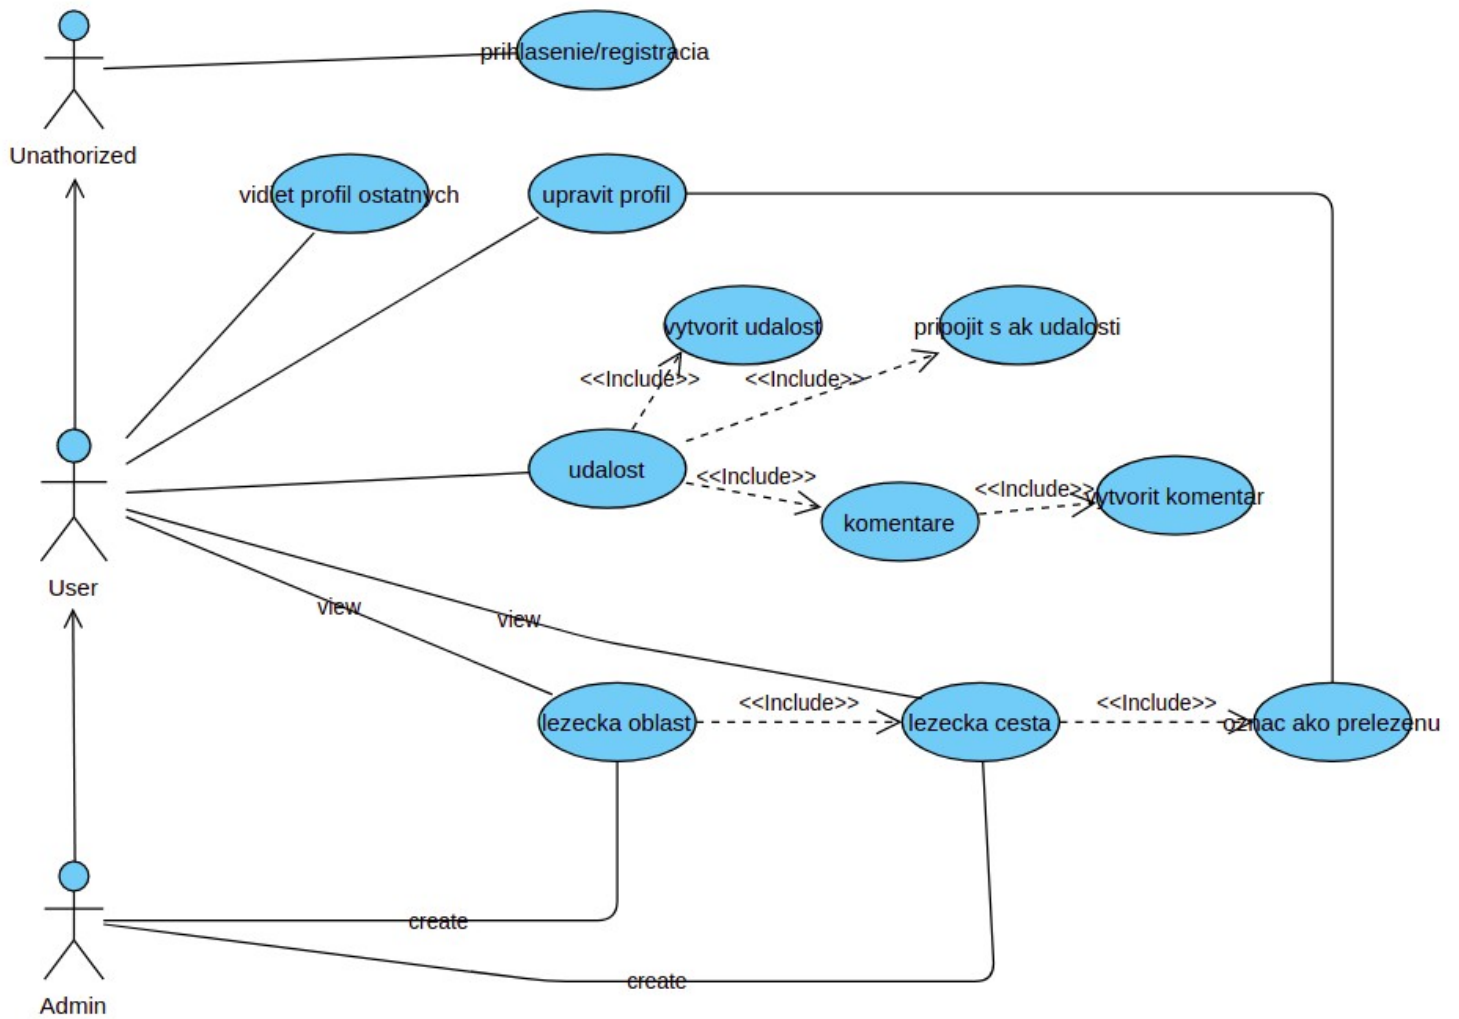 prihlasenie/registracia
Unathorized
vidiet profil ostatnych
upravit profil
vytvorit udalost
pripojit s ak udalosti
<<Include>>
<<Include>>
udalost
<<Include>>
<<Include>>
vytvorit komentar
komentare
User
view
view
<<Include>>
<<Include>>
lezecka oblast
lezecka cesta
oznac ako prelezenu
create
create
Admin